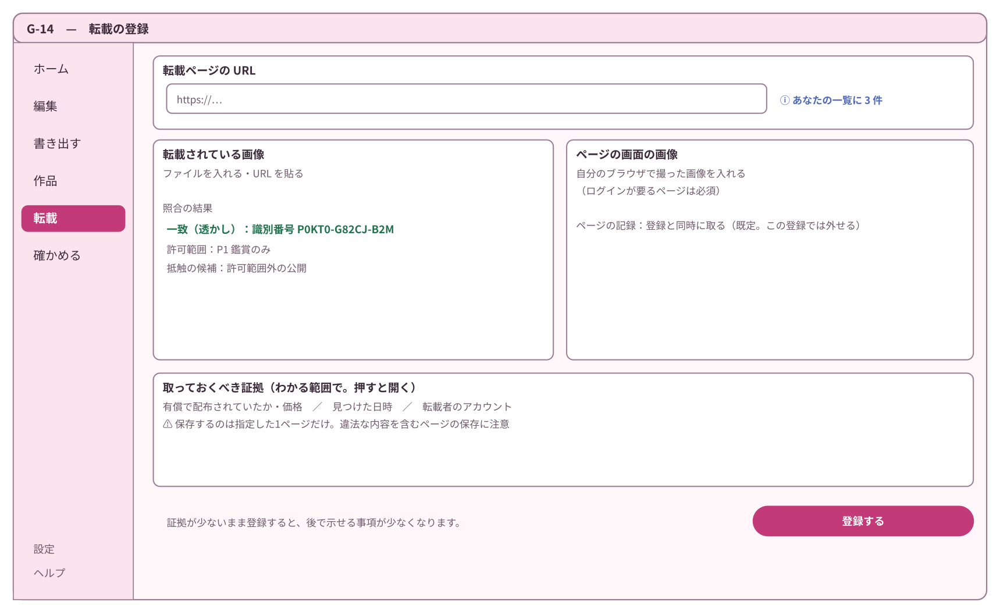 G-14 — 転載の登録
ホーム
編集
書き出す
作品
転載
確かめる
設定
ヘルプ
転載ページの URL
https://…
ⓘ あなたの一覧に 3 件
転載されている画像
ファイルを入れる・URL を貼る
照合の結果
一致（透かし）：識別番号 P0KT0-G82CJ-B2M
許可範囲：P1 鑑賞のみ
抵触の候補：許可範囲外の公開
ページの画面の画像
自分のブラウザで撮った画像を入れる
（ログインが要るページは必須）
ページの記録：登録と同時に取る（既定。この登録では外せる）
取っておくべき証拠（わかる範囲で。押すと開く）
有償で配布されていたか・価格 ／ 見つけた日時 ／ 転載者のアカウント
⚠ 保存するのは指定した1ページだけ。違法な内容を含むページの保存に注意
証拠が少ないまま登録すると、後で示せる事項が少なくなります。
登録する